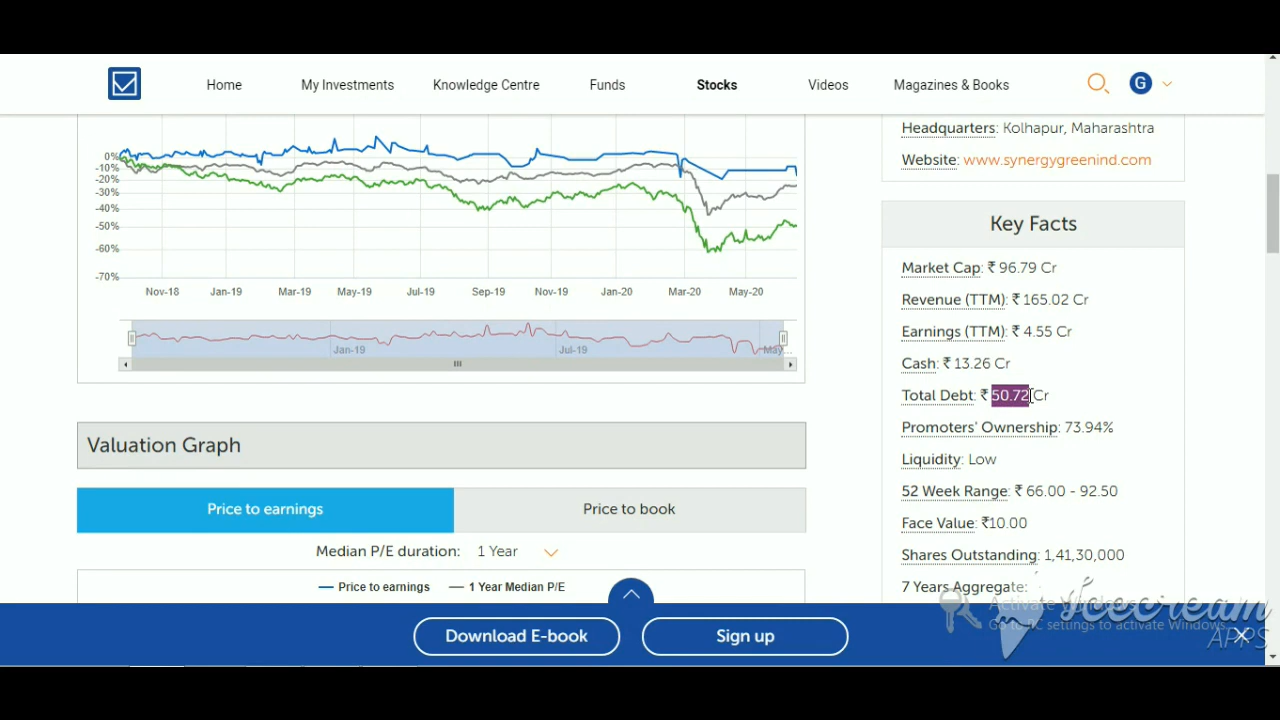 Home
My Investments
Knowledge Centre
Funds
Stocks
Videos
Magazines & Books
G
0%
-10%
-20%
-30%
-40%
-50%
-60%
-70%
Nov-18
Jan-19
Mar-19
May-19
Jul-19
Sep-19
Nov-19
Jan-20
Mar-20
May-20
Jan-19
Jul-19
May...
Valuation Graph
Price to earnings
Price to book
Median P/E duration: 1 Year
Price to earnings
1 Year Median P/E
Headquarters: Kolhapur, Maharashtra
Website: www.synergygreenind.com
Key Facts
Market Cap: ₹ 96.79 Cr
Revenue (TTM): ₹ 165.02 Cr
Earnings (TTM): ₹ 4.55 Cr
Cash: ₹ 13.26 Cr
Total Debt: ₹ 50.72 Cr
Promoters' Ownership: 73.94%
Liquidity: Low
52 Week Range: ₹ 66.00 - 92.50
Face Value: ₹10.00
Shares Outstanding: 1,41,30,000
7 Years Aggregate:
Activate Windows
Go to PC settings to activate Windows.
Icecream
APPS
Download E-book
Sign up